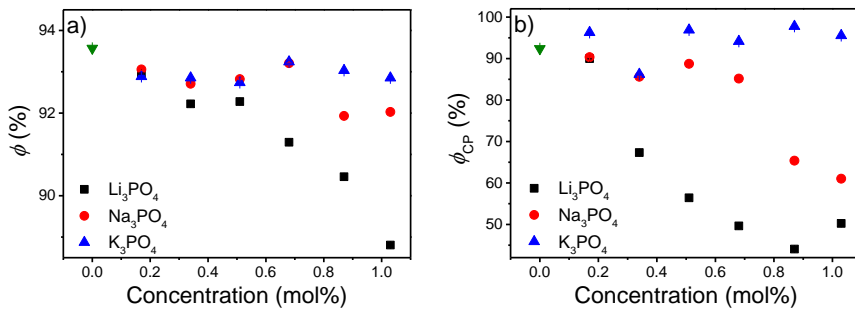 a)
ϕ (%)
92
90
Li₃PO₄
Na₃PO₄
K₃PO₄
0.0 0.2 0.4 0.6 0.8 1.0
Concentration (mol%)
b)
ϕCP (%)
100
90
80
70
60
50
Li₃PO₄
Na₃PO₄
K₃PO₄
0.0 0.2 0.4 0.6 0.8 1.0
Concentration (mol%)